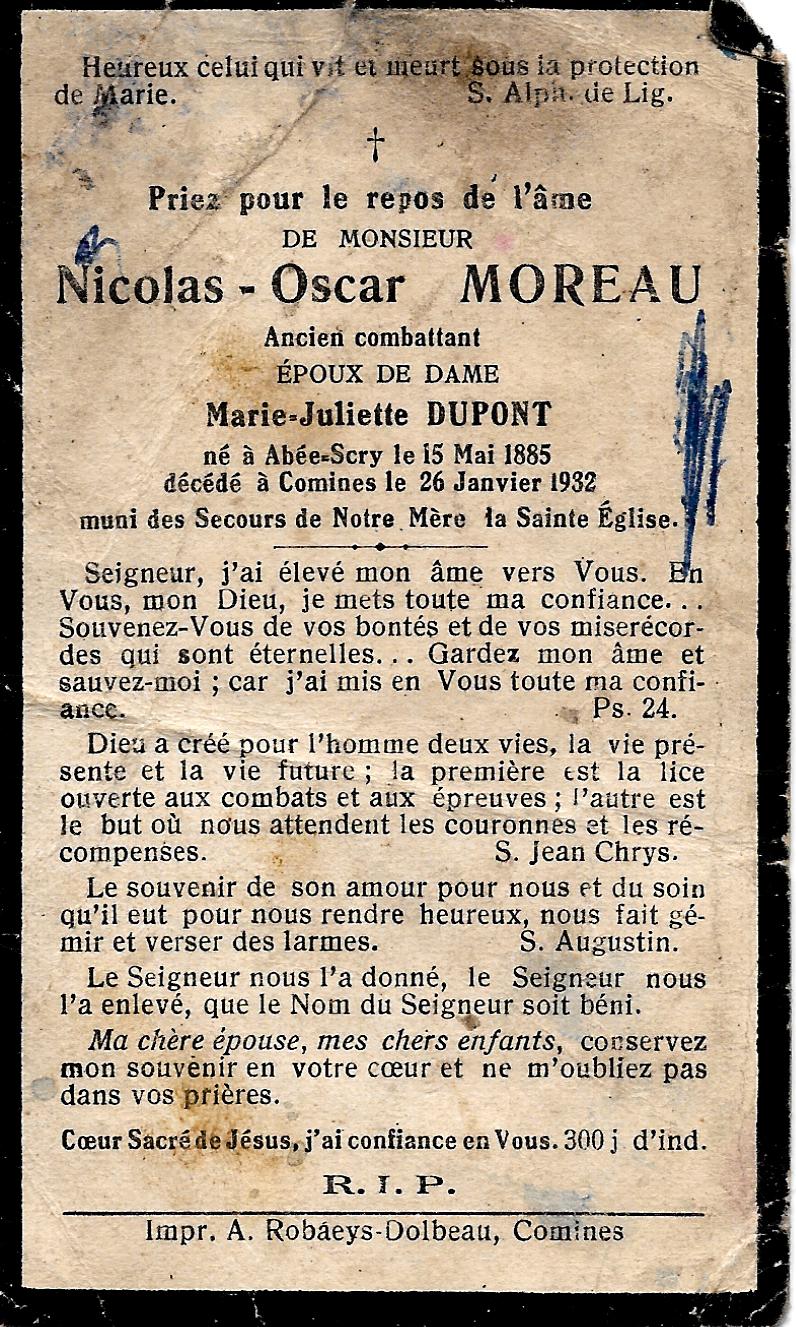 Heureux celui qui vit et meurt sous la protection
de Marie. S. Alph. de Lig.
†
Priez pour le repos de l'âme
DE MONSIEUR
Nicolas - Oscar MOREAU
Ancien combattant
ÉPOUX DE DAME
Marie-Juliette DUPONT
né à Abée-Scry le 15 Mai 1885
décédé à Comines le 26 Janvier 1932
muni des Secours de Notre Mère la Sainte Église.
Seigneur, j'ai élevé mon âme vers Vous. En
Vous, mon Dieu, je mets toute ma confiance...
Souvenez-Vous de vos bontés et de vos miserécor-
des qui sont éternelles... Gardez mon âme et
sauvez-moi ; car j'ai mis en Vous toute ma confi-
ance. Ps. 24.
Dieu a créé pour l'homme deux vies, la vie pré-
sente et la vie future ; la première est la lice
ouverte aux combats et aux épreuves ; l'autre est
le but où nous attendent les couronnes et les ré-
compenses. S. Jean Chrys.
Le souvenir de son amour pour nous et du soin
qu'il eut pour nous rendre heureux, nous fait gé-
mir et verser des larmes. S. Augustin.
Le Seigneur nous l'a donné, le Seigneur nous
l'a enlevé, que le Nom du Seigneur soit béni.
Ma chère épouse, mes chers enfants, conservez
mon souvenir en votre cœur et ne m'oubliez pas
dans vos prières.
Cœur Sacré de Jésus, j'ai confiance en Vous. 300 j d'ind.
R. I. P.
Impr. A. Robáeys-Dolbeau, Comines